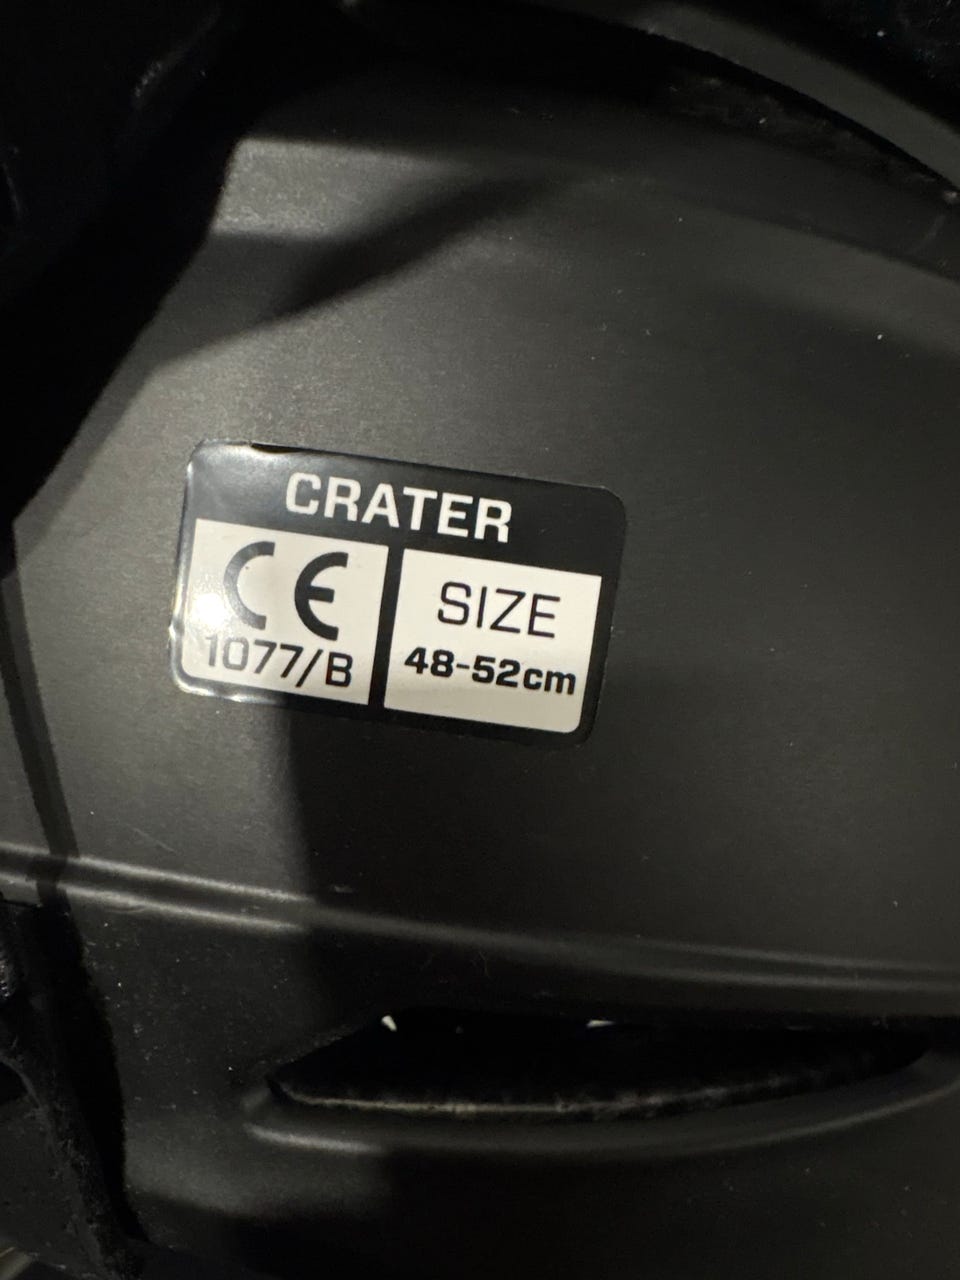 CRATER
CE
1077/B
SIZE
48-52cm